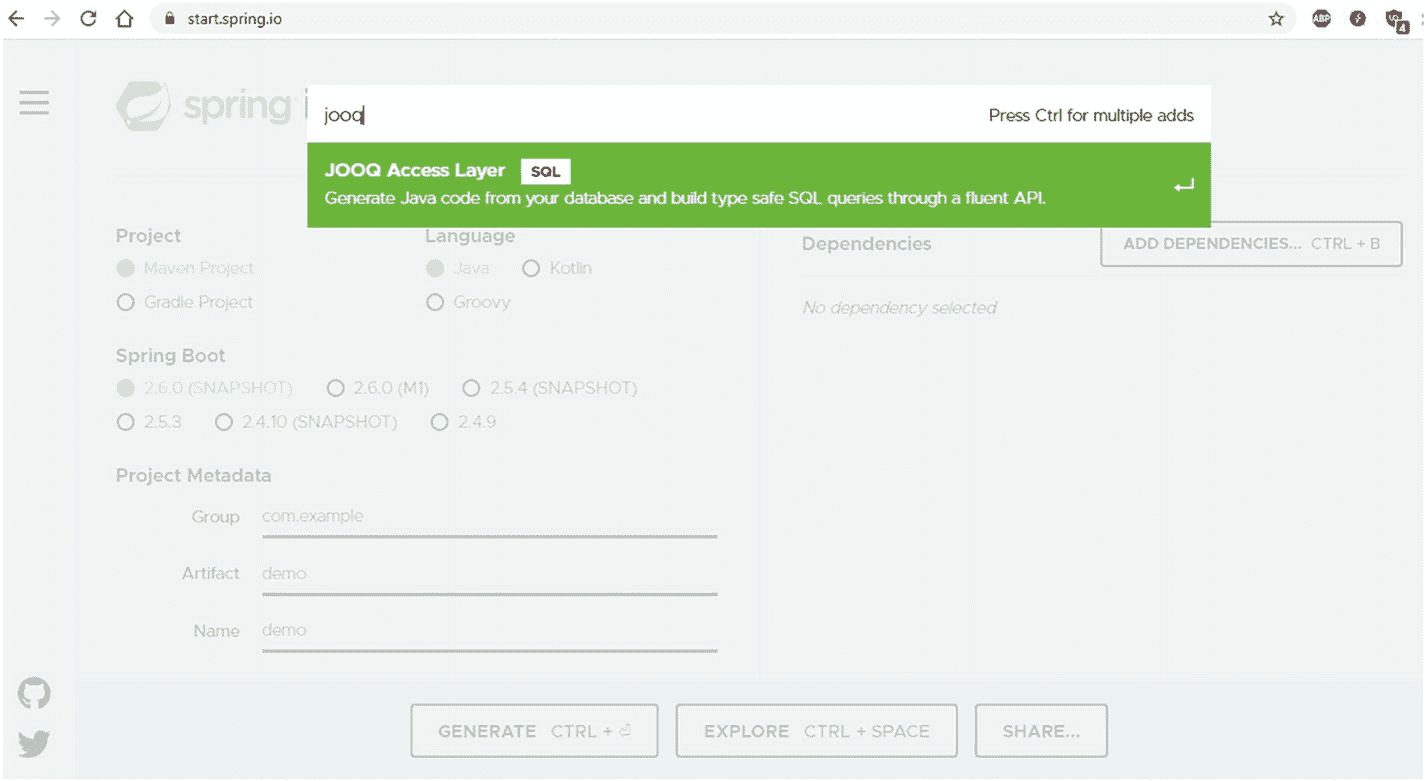 start.spring.io
ABP
4
spring i
jooq
Press Ctrl for multiple adds
JOOQ Access Layer SQL
Generate Java code from your database and build type safe SQL queries through a fluent API.
Project
Maven Project
Gradle Project
Language
Java Kotlin
Groovy
Spring Boot
2.6.0 (SNAPSHOT) 2.6.0 (M1) 2.5.4 (SNAPSHOT)
2.5.3 2.4.10 (SNAPSHOT) 2.4.9
Project Metadata
Group com.example
Artifact demo
Name demo
Dependencies
ADD DEPENDENCIES... CTRL + B
No dependency selected
GENERATE CTRL + ⏎
EXPLORE CTRL + SPACE
SHARE...